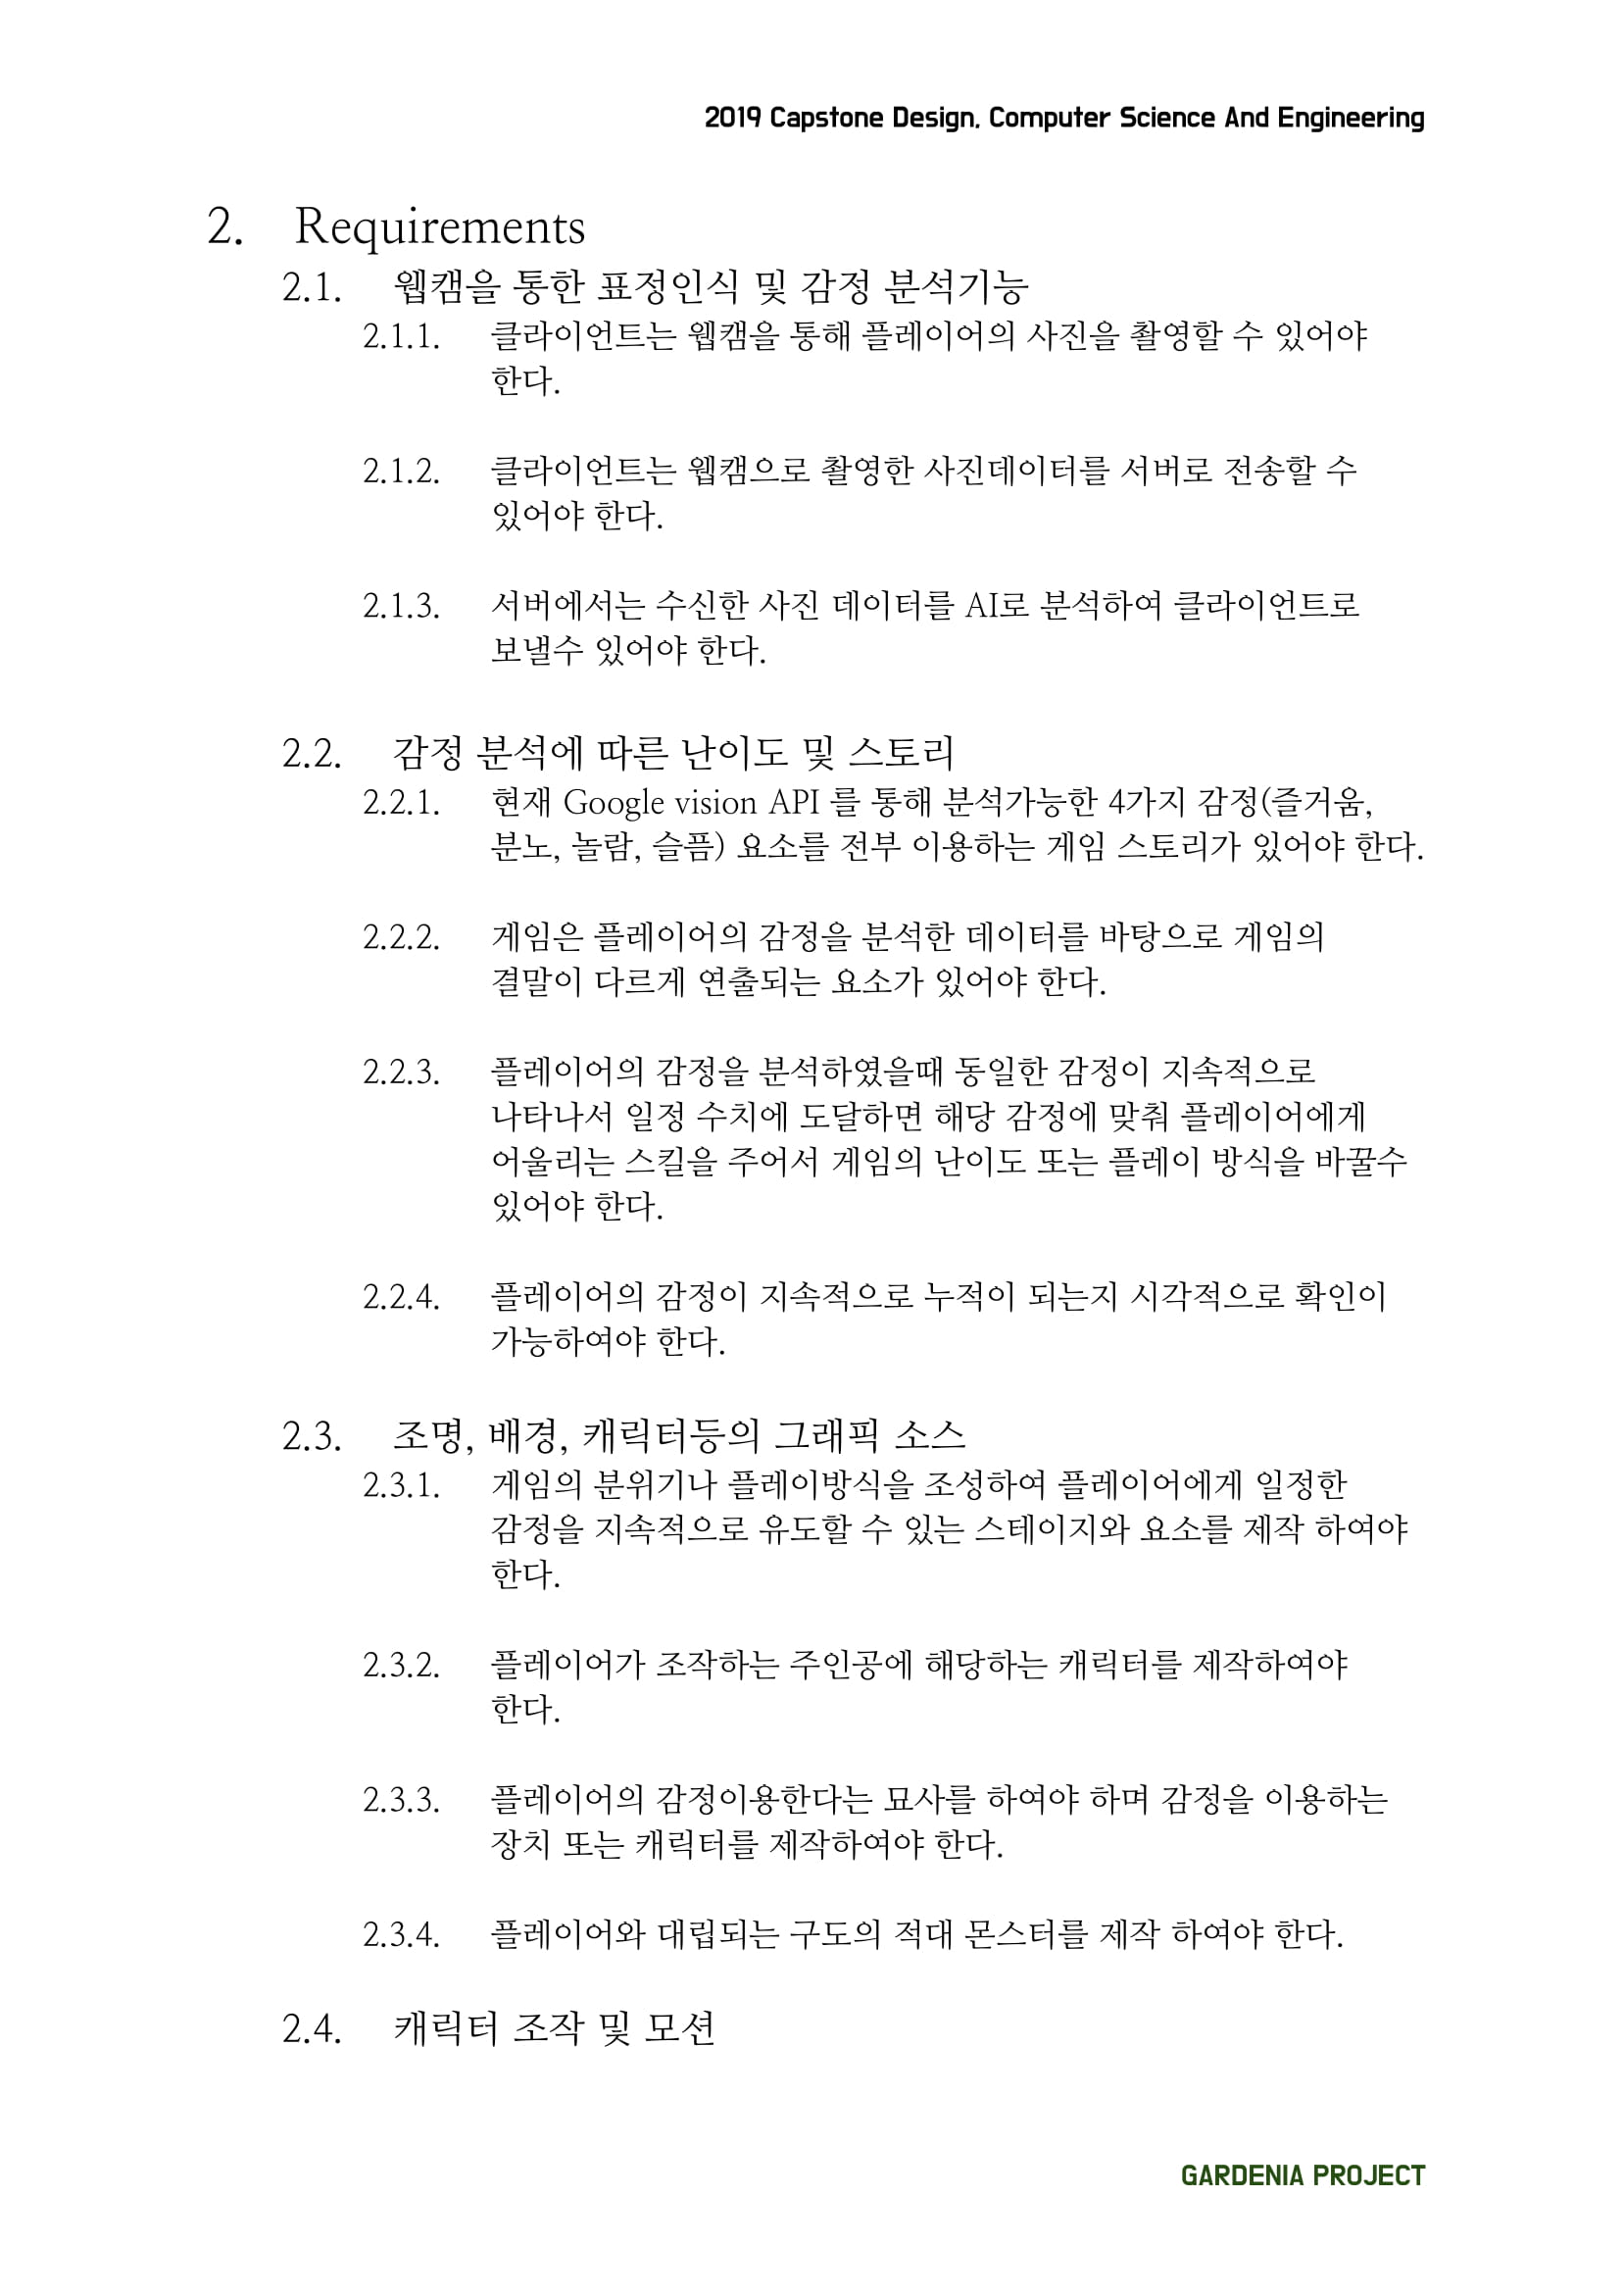 2019 Capstone Design, Computer Science And Engineering
2. Requirements
2.1. 웹캠을 통한 표정인식 및 감정 분석기능
2.1.1. 클라이언트는 웹캠을 통해 플레이어의 사진을 촬영할 수 있어야
한다.
2.1.2. 클라이언트는 웹캠으로 촬영한 사진데이터를 서버로 전송할 수
있어야 한다.
2.1.3. 서버에서는 수신한 사진 데이터를 AI로 분석하여 클라이언트로
보낼수 있어야 한다.
2.2. 감정 분석에 따른 난이도 및 스토리
2.2.1. 현재 Google vision API 를 통해 분석가능한 4가지 감정(즐거움,
분노, 놀람, 슬픔) 요소를 전부 이용하는 게임 스토리가 있어야 한다.
2.2.2. 게임은 플레이어의 감정을 분석한 데이터를 바탕으로 게임의
결말이 다르게 연출되는 요소가 있어야 한다.
2.2.3. 플레이어의 감정을 분석하였을때 동일한 감정이 지속적으로
나타나서 일정 수치에 도달하면 해당 감정에 맞춰 플레이어에게
어울리는 스킬을 주어서 게임의 난이도 또는 플레이 방식을 바꿀수
있어야 한다.
2.2.4. 플레이어의 감정이 지속적으로 누적이 되는지 시각적으로 확인이
가능하여야 한다.
2.3. 조명, 배경, 캐릭터등의 그래픽 소스
2.3.1. 게임의 분위기나 플레이방식을 조성하여 플레이어에게 일정한
감정을 지속적으로 유도할 수 있는 스테이지와 요소를 제작 하여야
한다.
2.3.2. 플레이어가 조작하는 주인공에 해당하는 캐릭터를 제작하여야
한다.
2.3.3. 플레이어의 감정이용한다는 묘사를 하여야 하며 감정을 이용하는
장치 또는 캐릭터를 제작하여야 한다.
2.3.4. 플레이어와 대립되는 구도의 적대 몬스터를 제작 하여야 한다.
2.4. 캐릭터 조작 및 모션
GARDENIA PROJECT